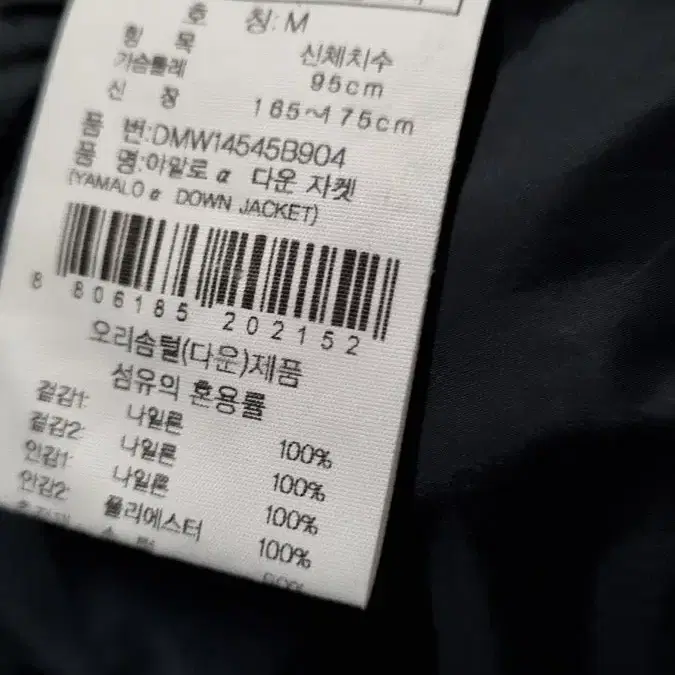 호 칭: M
항 목 신체치수
가슴둘레 95cm
신 장 165~175cm
품 번:DMW14545B904
품 명:야말로α 다운 자켓
(YAMALO α DOWN JACKET)
8 806185 202152
오리솜털(다운)제품
섬유의 혼용률
겉감1: 나일론 100%
겉감2: 나일론 100%
안감1: 나일론 100%
안감2: 폴리에스터 100%